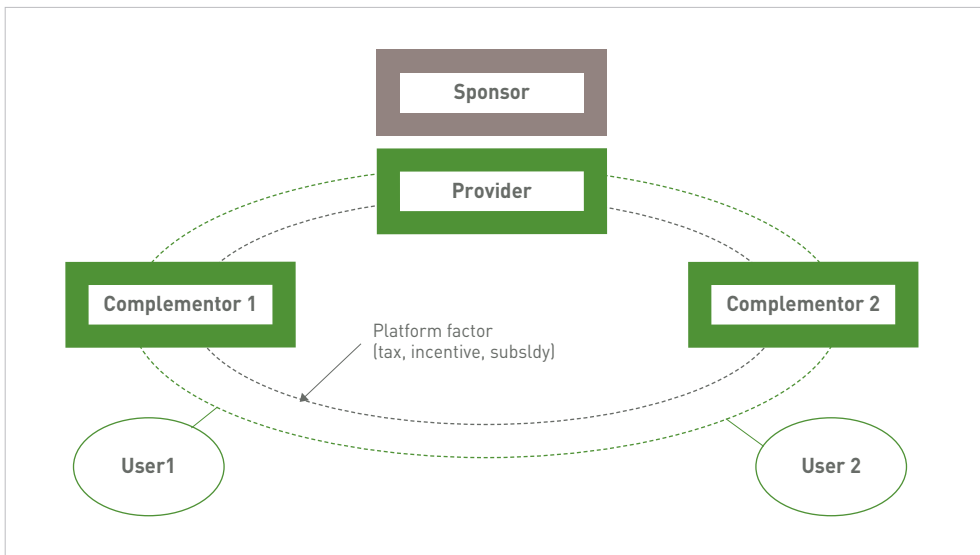 Sponsor
Provider
Complementor 1
Complementor 2
Platform factor
(tax, incentive, subsldy)
User1
User 2